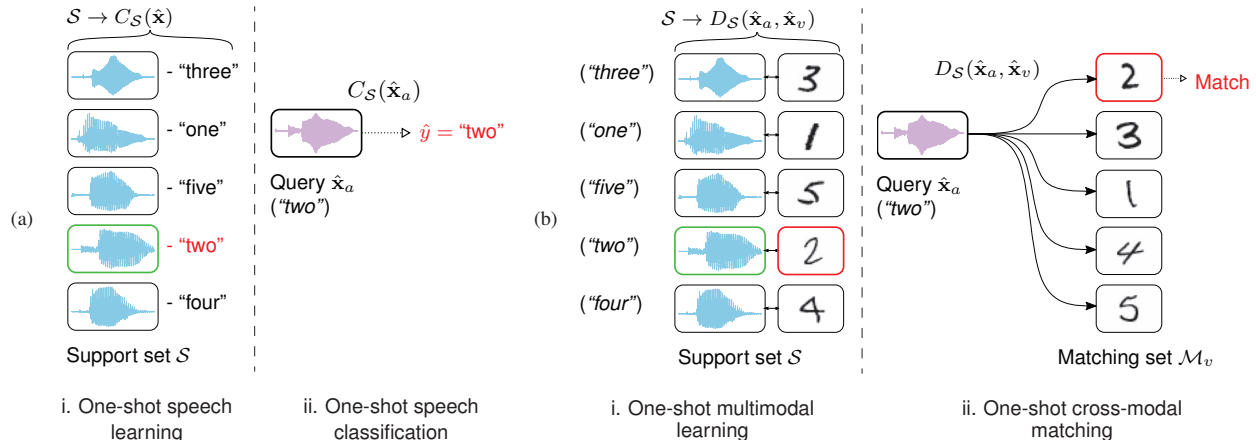 (a)
𝒮 → C_𝒮(x̂)
- “three”
- “one”
- “five”
- “two”
- “four”
Support set 𝒮
i. One-shot speech
learning
C_𝒮(x̂_a)
ŷ = “two”
Query x̂_a
(“two”)
ii. One-shot speech
classification
(b)
𝒮 → D_𝒮(x̂_a, x̂_v)
(“three”) 3
(“one”) 1
(“five”) 5
(“two”) 2
(“four”) 4
Support set 𝒮
i. One-shot multimodal
learning
D_𝒮(x̂_a, x̂_v)
Query x̂_a
(“two”)
2 Match
3
1
4
5
Matching set ℳ_v
ii. One-shot cross-modal
matching